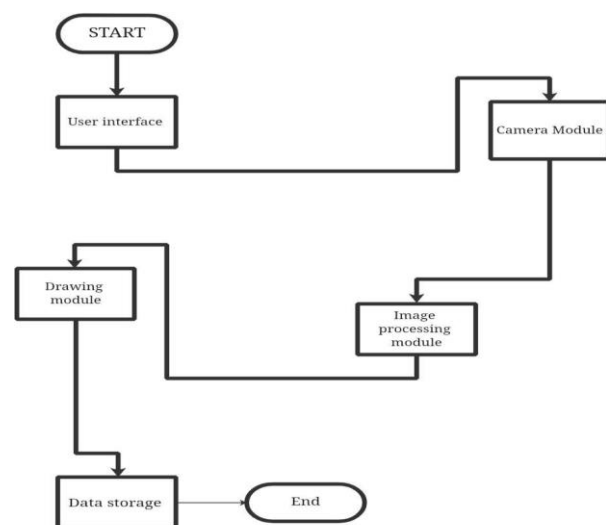 START
User interface
Camera Module
Drawing
module
Image
processing
module
Data storage
End